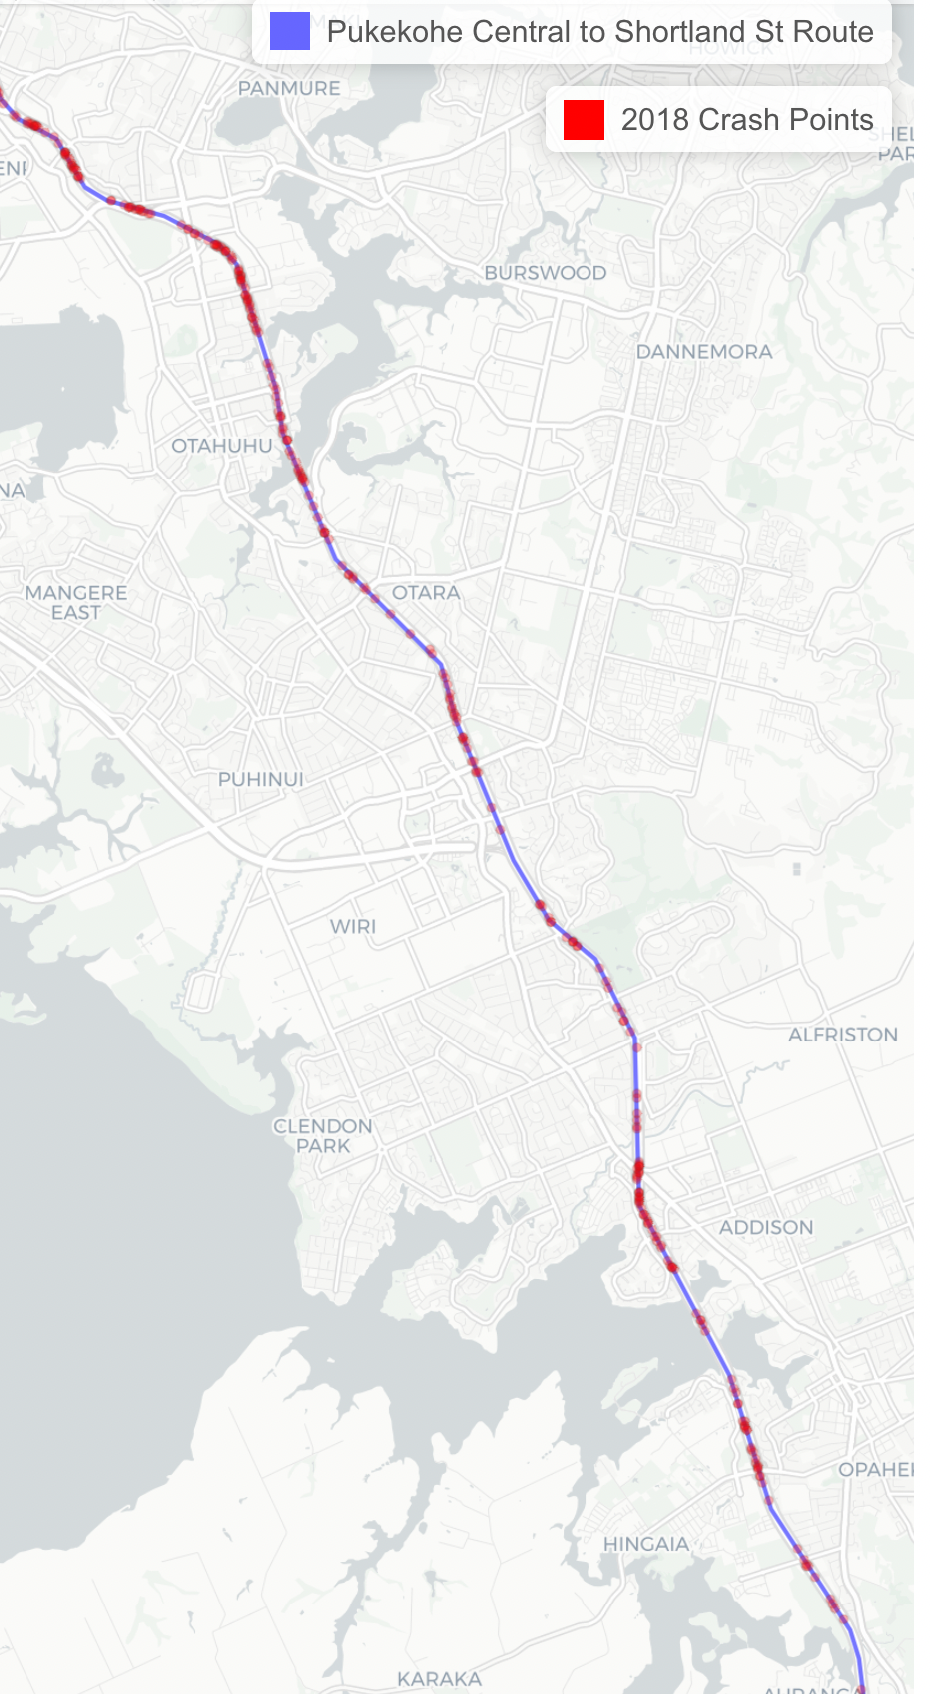 Pukekohe Central to Shortland St Route
HOWICK
PANMURE
2018 Crash Points
BURSWOOD
DANNEMORA
OTAHUHU
MANGERE
EAST
OTARA
PUHINUI
WIRI
ALFRISTON
CLENDON
PARK
ADDISON
HINGAIA
KARAKA